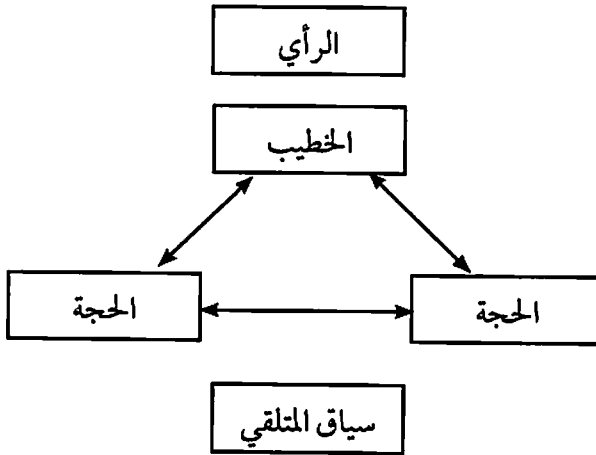 الرأي
الخطيب
الحجة
الحجة
سياق المتلقي